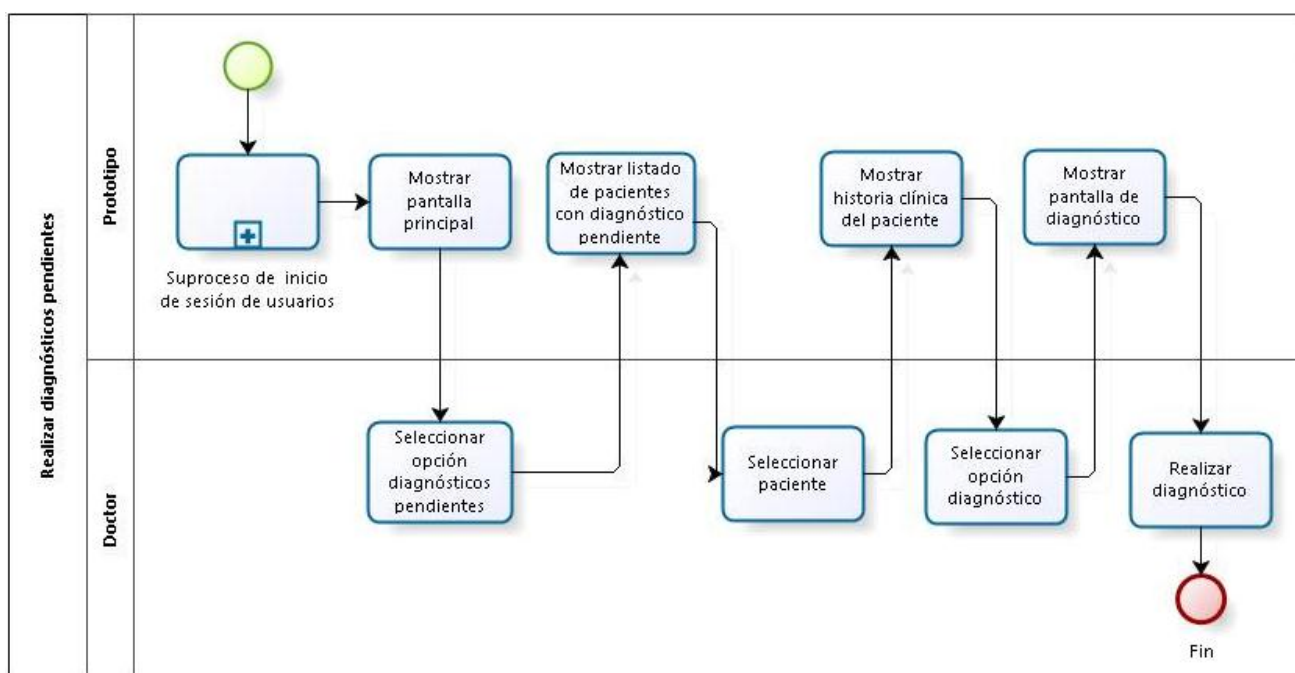 Realizar diagnósticos pendientes
Prototipo
Suproceso de inicio
de sesión de usuarios
Mostrar
pantalla
principal
Mostrar listado
de pacientes
con diagnóstico
pendiente
Mostrar
historia clínica
del paciente
Mostrar
pantalla de
diagnóstico
Doctor
Seleccionar
opción
diagnósticos
pendientes
Seleccionar
paciente
Seleccionar
opción
diagnóstico
Realizar
diagnóstico
Fin